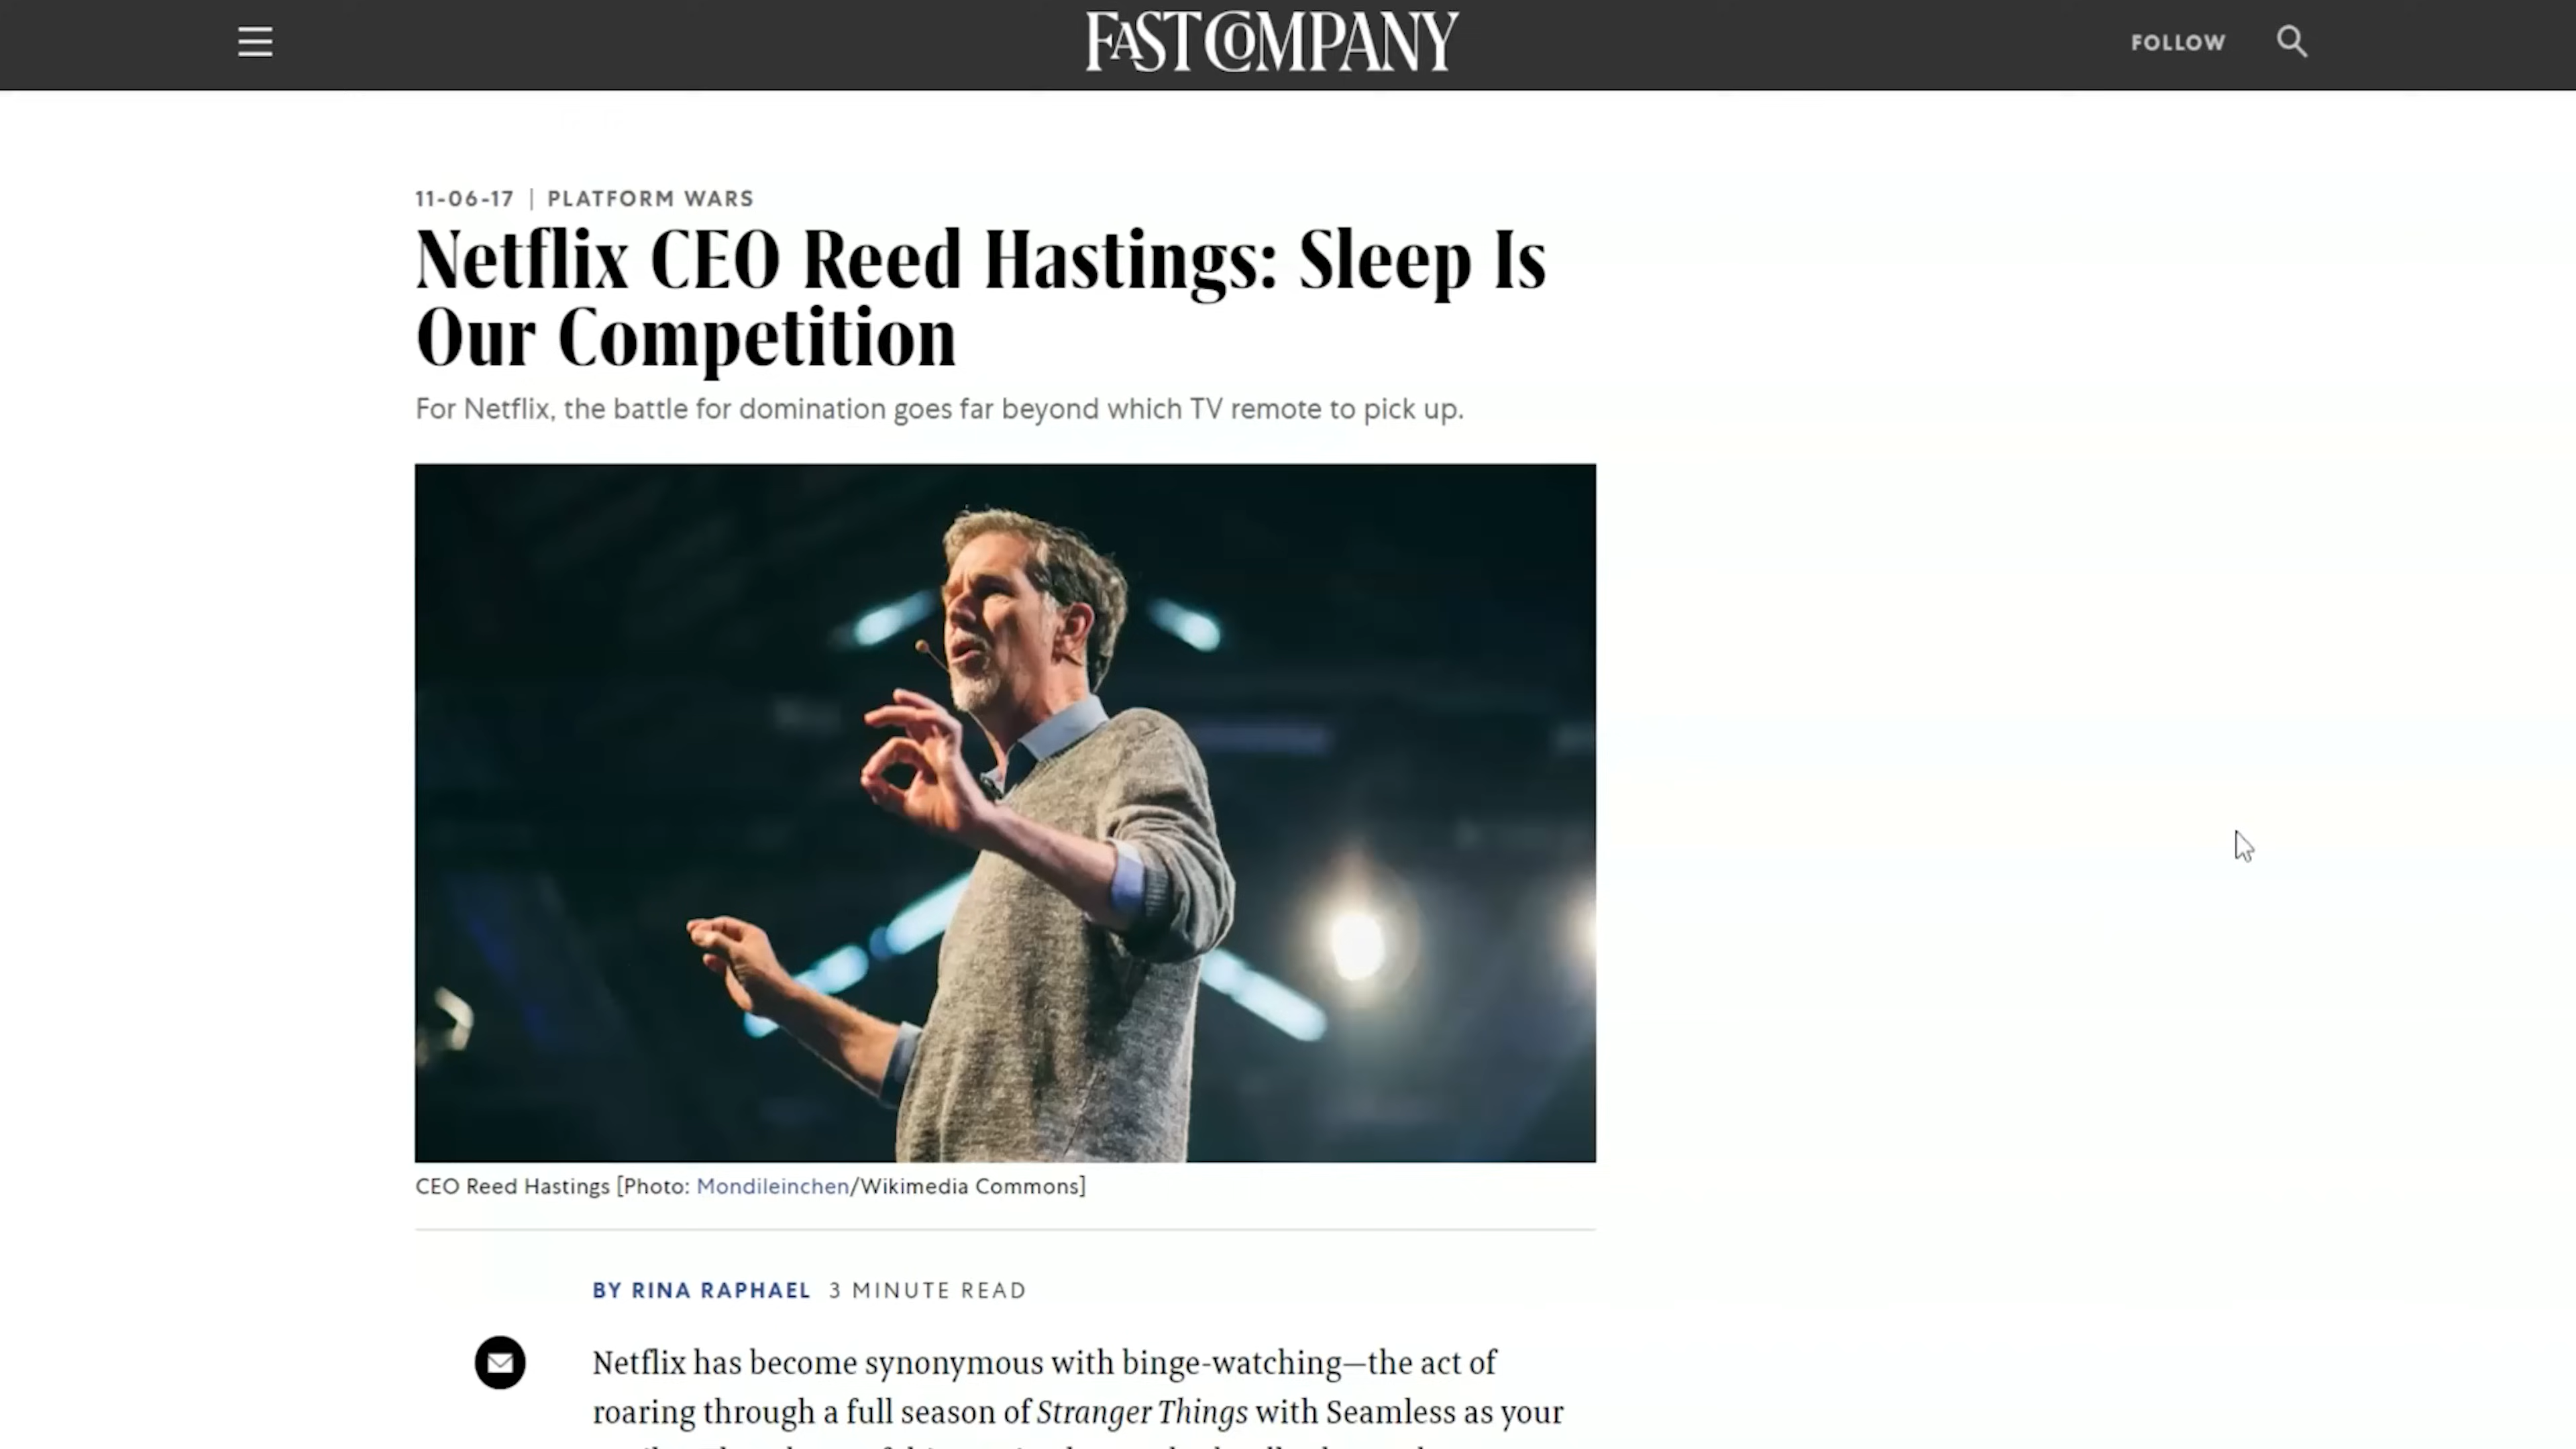 FAST COMPANY
FOLLOW
11-06-17 | PLATFORM WARS
Netflix CEO Reed Hastings: Sleep Is
Our Competition
For Netflix, the battle for domination goes far beyond which TV remote to pick up.
CEO Reed Hastings [Photo: Mondileinchen/Wikimedia Commons]
BY RINA RAPHAEL 3 MINUTE READ
Netflix has become synonymous with binge-watching—the act of
roaring through a full season of Stranger Things with Seamless as your